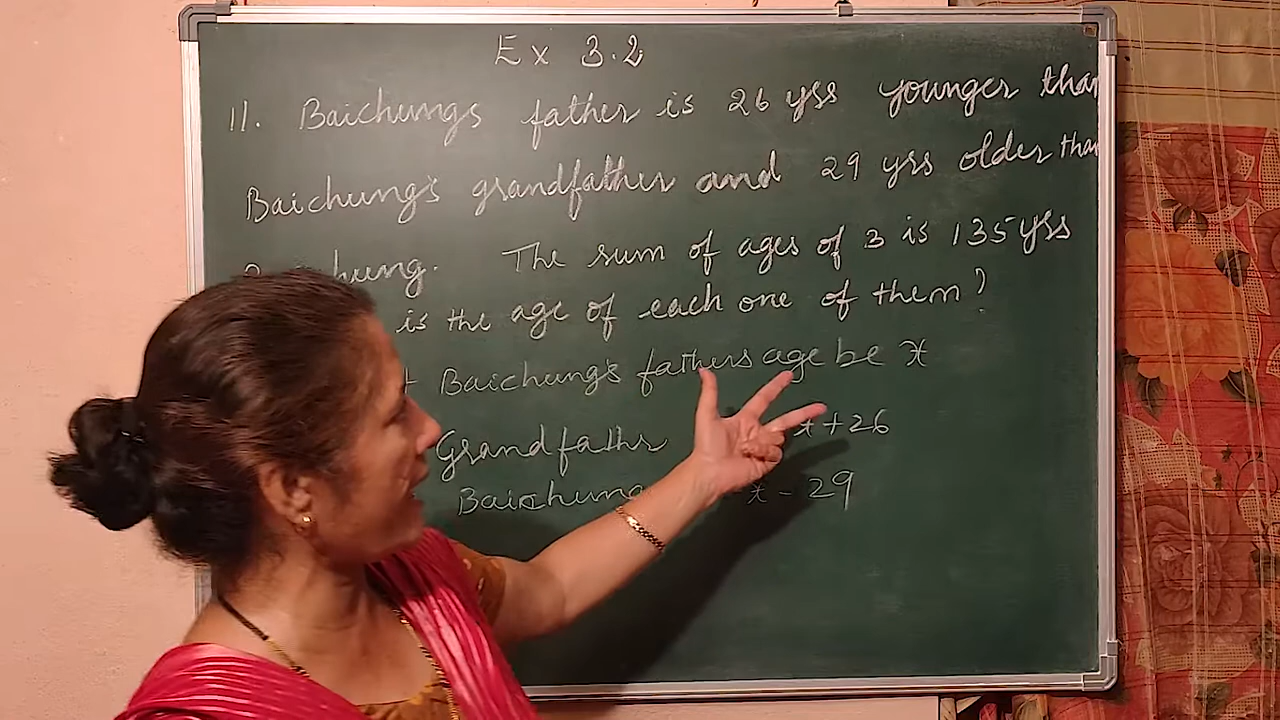 Ex 3.2
11. Baichungs father is 26 yrs younger than
Baichung's grandfather and 29 yrs older than
hung. The sum of ages of 3 is 135 yrs
is the age of each one of them?
Baichung's fathers age be x
Grandfathr x+26
Baichung x - 29